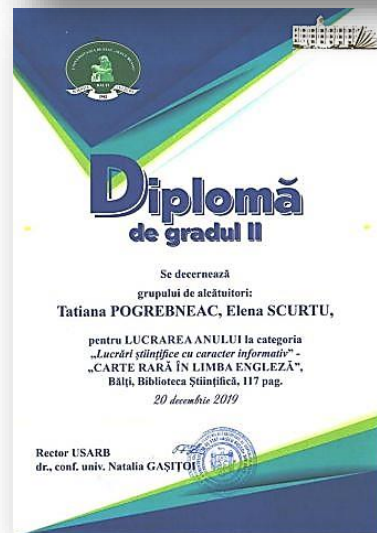 BĂLŢI
1945
Diplomă
de gradul II
Se decernează
grupului de alcătuitori:
Tatiana POGREBNEAC, Elena SCURTU,
pentru LUCRAREA ANULUI la categoria
„Lucrări științifice cu caracter informativ” -
„CARTE RARĂ ÎN LIMBA ENGLEZĂ”,
Bălți, Biblioteca Științifică, 117 pag.
20 decembrie 2019
Rector USARB
dr., conf. univ. Natalia GAȘIȚOI